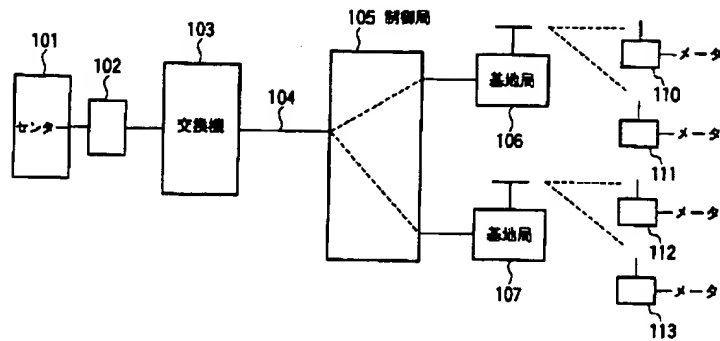 101
センタ
102
103
交換機
104
105 制御局
基地局
106
メータ
110
メータ
111
基地局
107
メータ
112
メータ
113